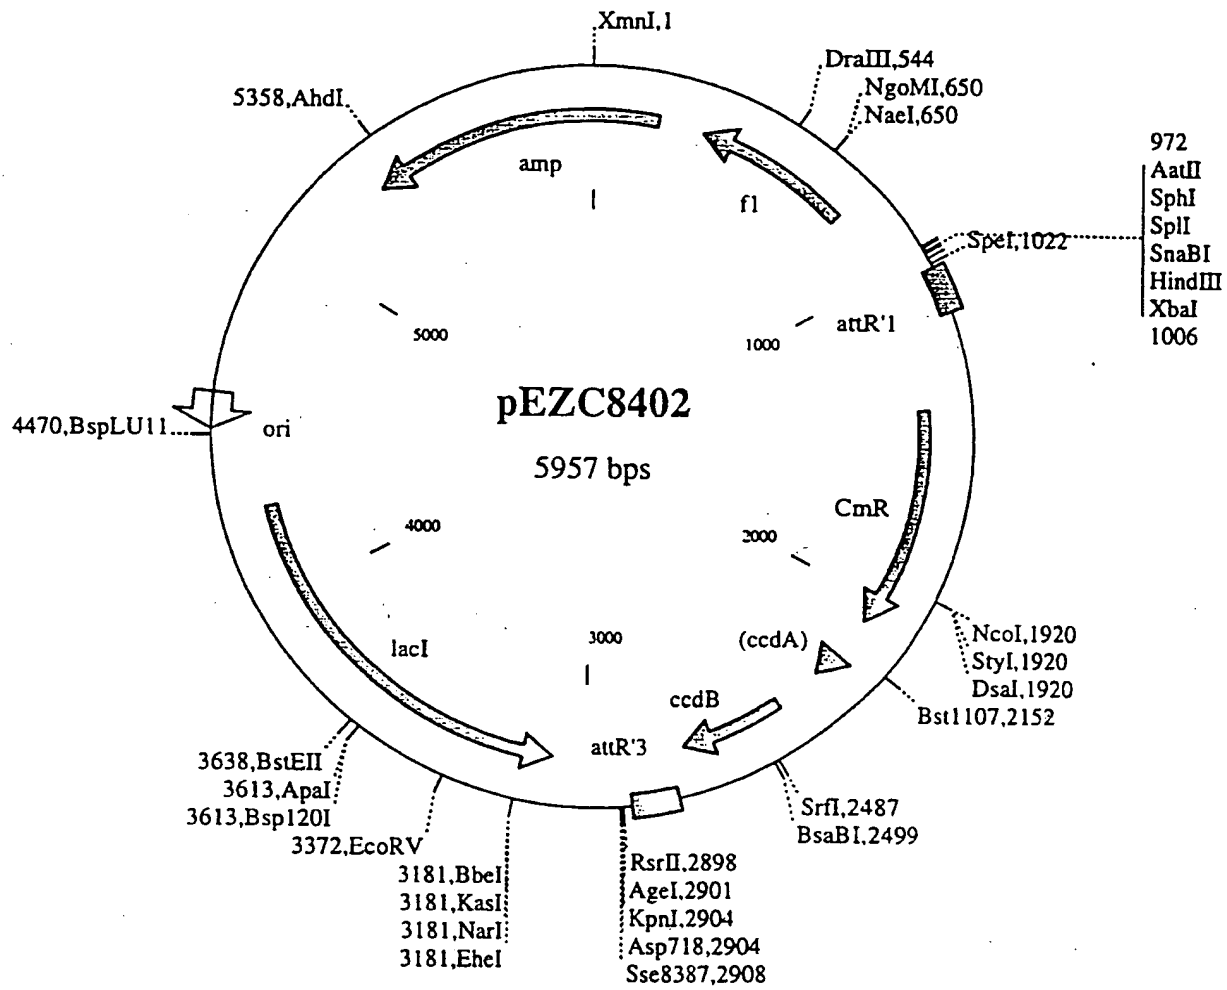 XmnI,1
DraIII,544
NgoMI,650
NaeI,650
5358,AhdI
972
AatII
SphI
SplI
SnaBI
HindIII
XbaI
1006
SpeI,1022
amp
f1
attR'1
5000
1000
pEZC8402
5957 bps
4470,BspLU11
ori
CmR
4000
2000
lacI
3000
(ccdA)
NcoI,1920
StyI,1920
DsaI,1920
Bst1107,2152
ccdB
attR'3
3638,BstEII
3613,ApaI
3613,Bsp120I
3372,EcoRV
SrfI,2487
BsaBI,2499
3181,BbeI
3181,KasI
3181,NarI
3181,EheI
RsrII,2898
AgeI,2901
KpnI,2904
Asp718,2904
Sse8387,2908